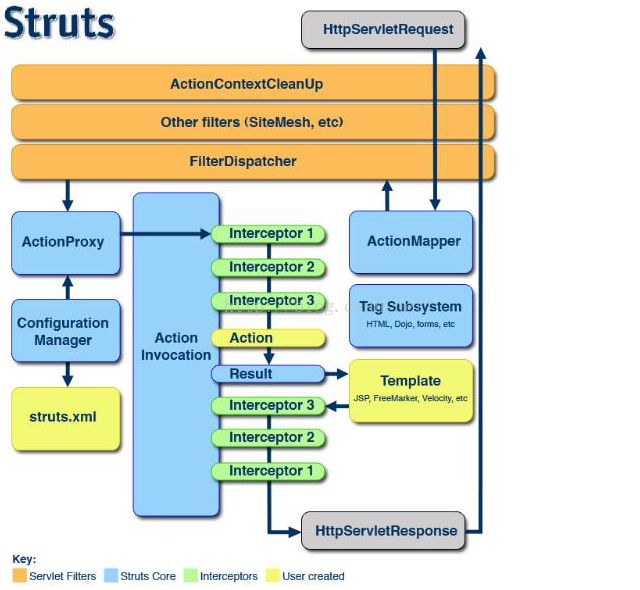 Struts
HttpServletRequest
ActionContextCleanUp
Other filters (SiteMesh, etc)
FilterDispatcher
ActionProxy
Interceptor 1
ActionMapper
Interceptor 2
Interceptor 3
Tag Subsystem
HTML, Dojo, forms, etc
Configuration
Manager
Action
Invocation
Action
Result
Template
JSP, FreeMarker, Velocity, etc
struts.xml
Interceptor 3
Interceptor 2
Interceptor 1
HttpServletResponse
Key:
Servlet Filters
Struts Core
Interceptors
User created